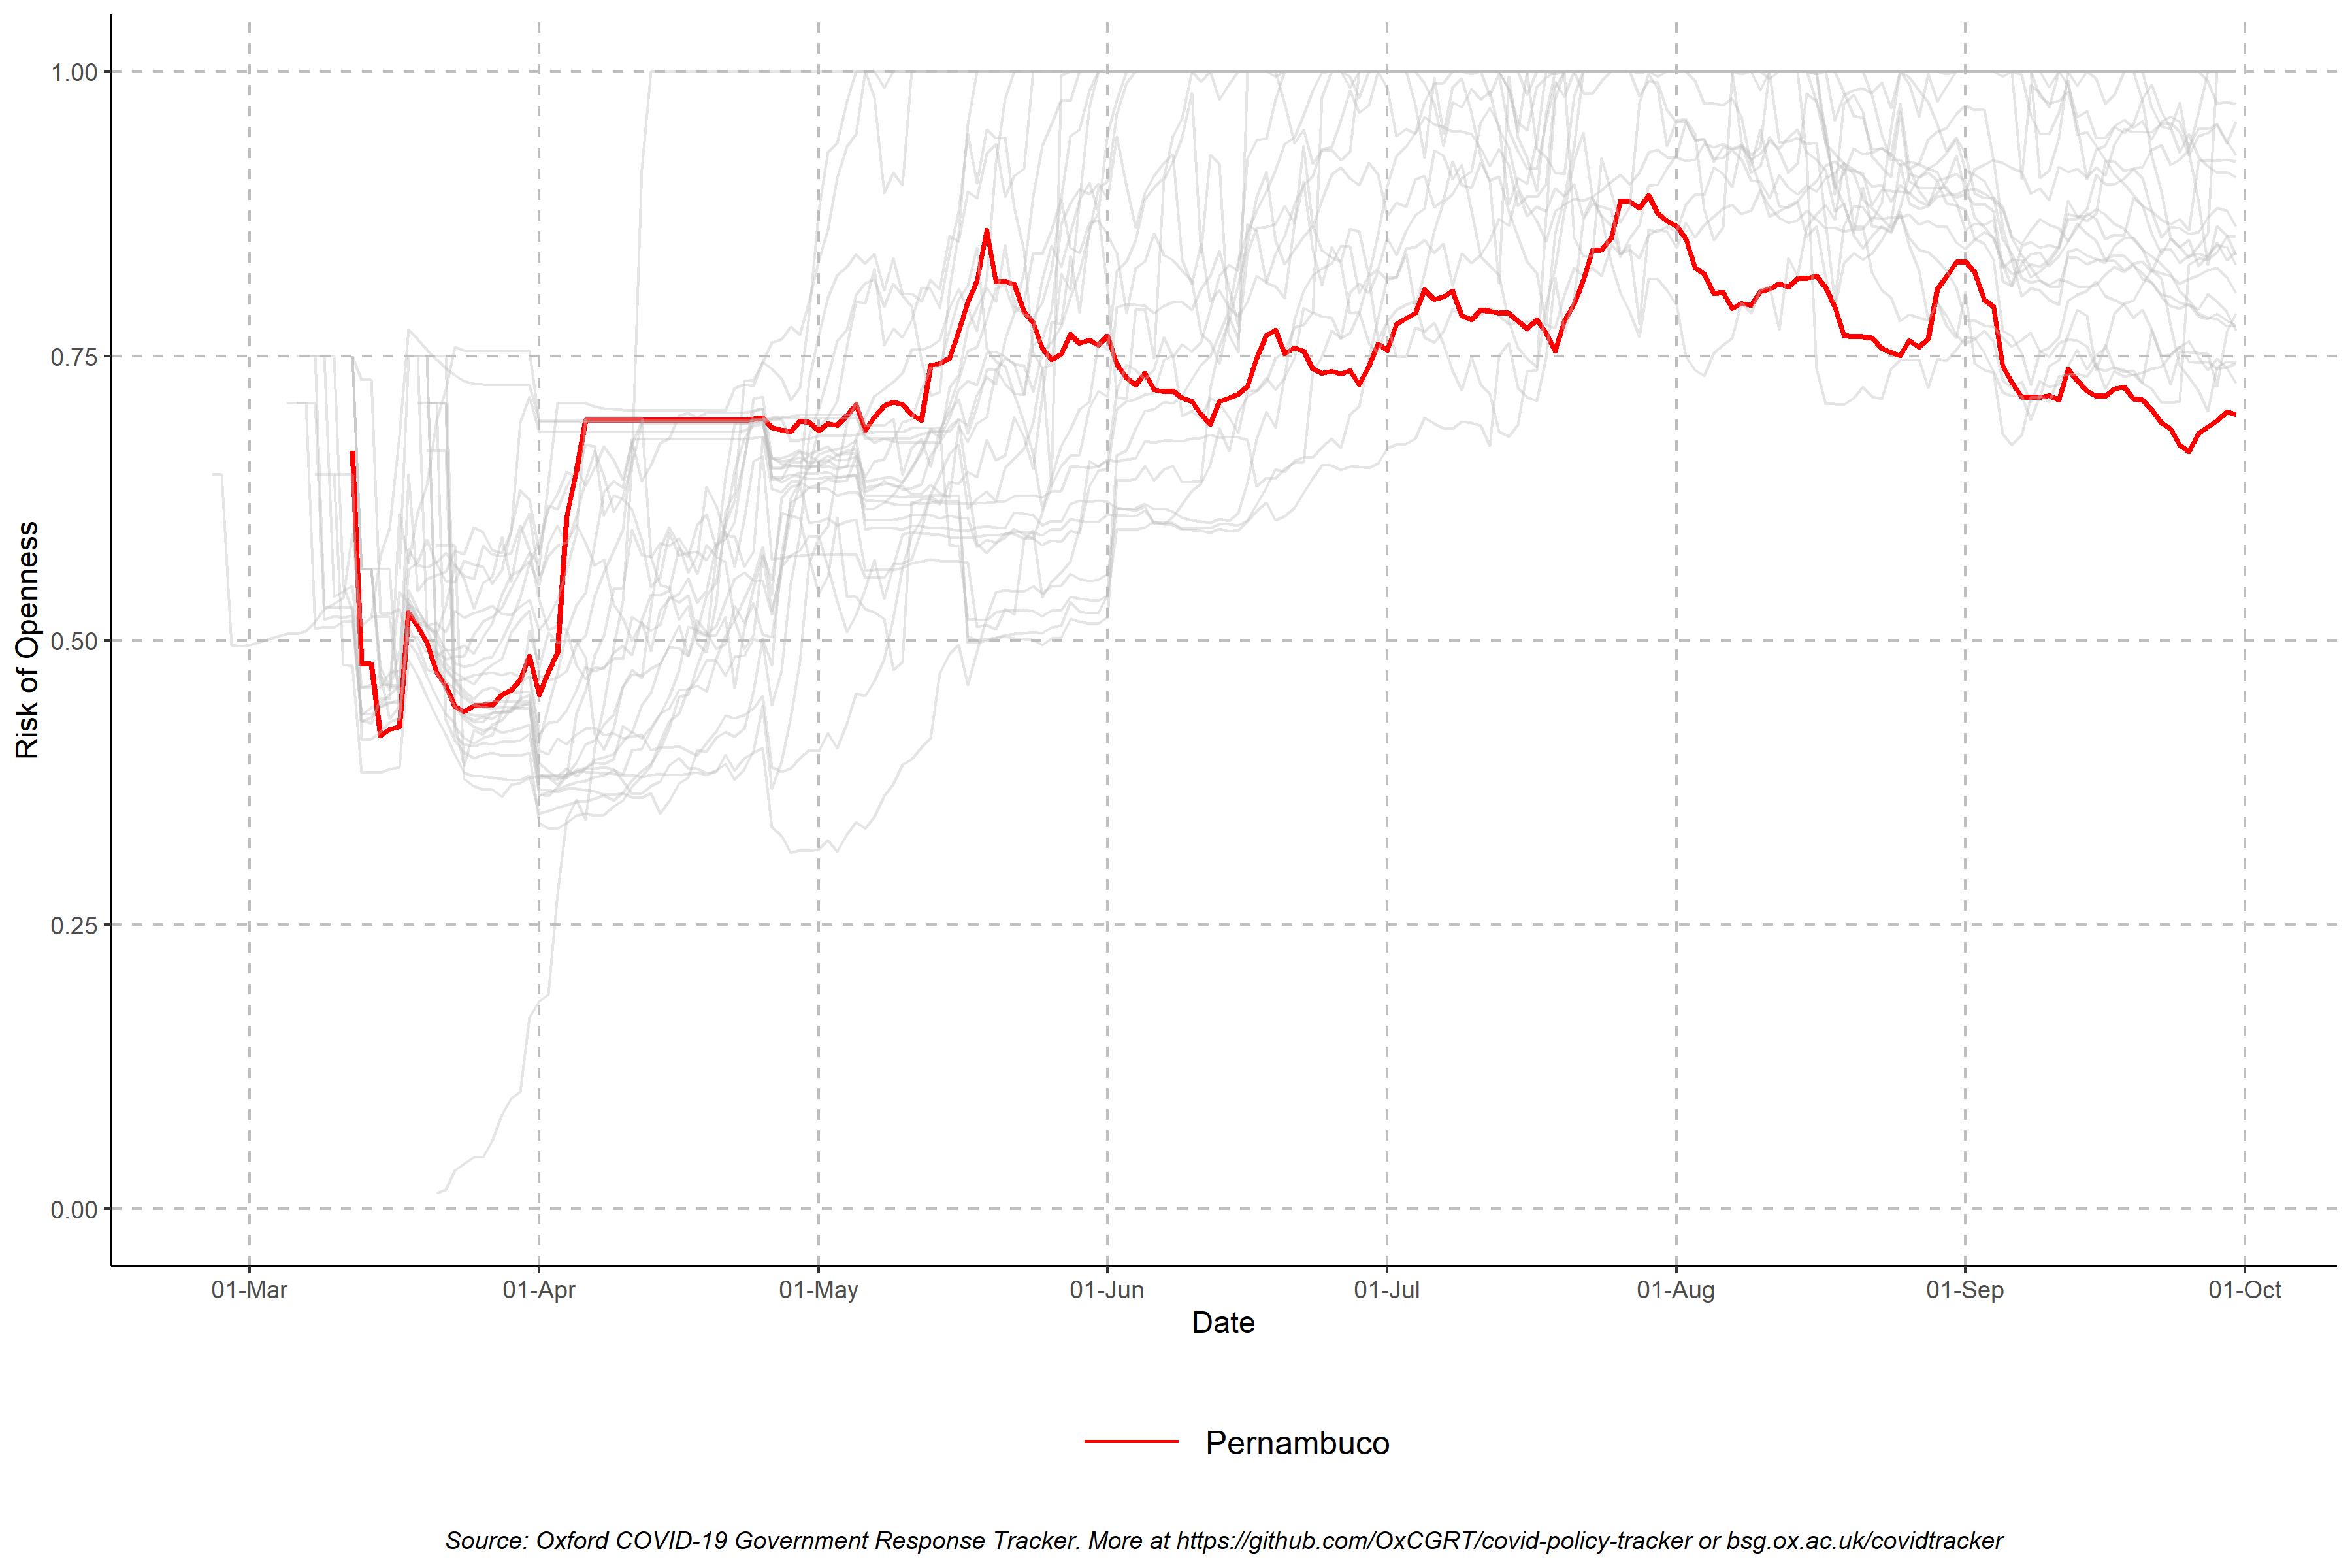 Risk of Openness
1.00
0.75
0.50
0.25
0.00
01-Mar 01-Apr 01-May 01-Jun 01-Jul 01-Aug 01-Sep 01-Oct
Date
Pernambuco
Source: Oxford COVID-19 Government Response Tracker. More at https://github.com/OxCGRT/covid-policy-tracker or bsg.ox.ac.uk/covidtracker